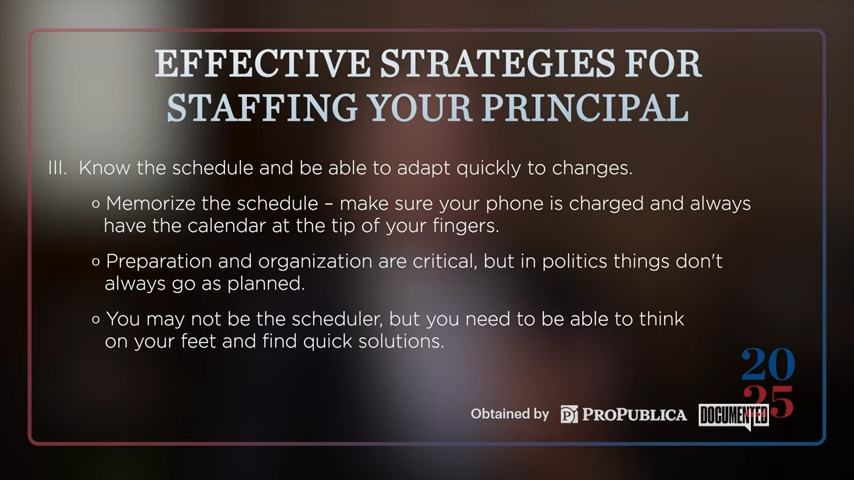 EFFECTIVE STRATEGIES FOR
STAFFING YOUR PRINCIPAL
III. Know the schedule and be able to adapt quickly to changes.
o Memorize the schedule – make sure your phone is charged and always
have the calendar at the tip of your fingers.
o Preparation and organization are critical, but in politics things don't
always go as planned.
o You may not be the scheduler, but you need to be able to think
on your feet and find quick solutions.
20
25
Obtained by PROPUBLICA DOCUMENTED